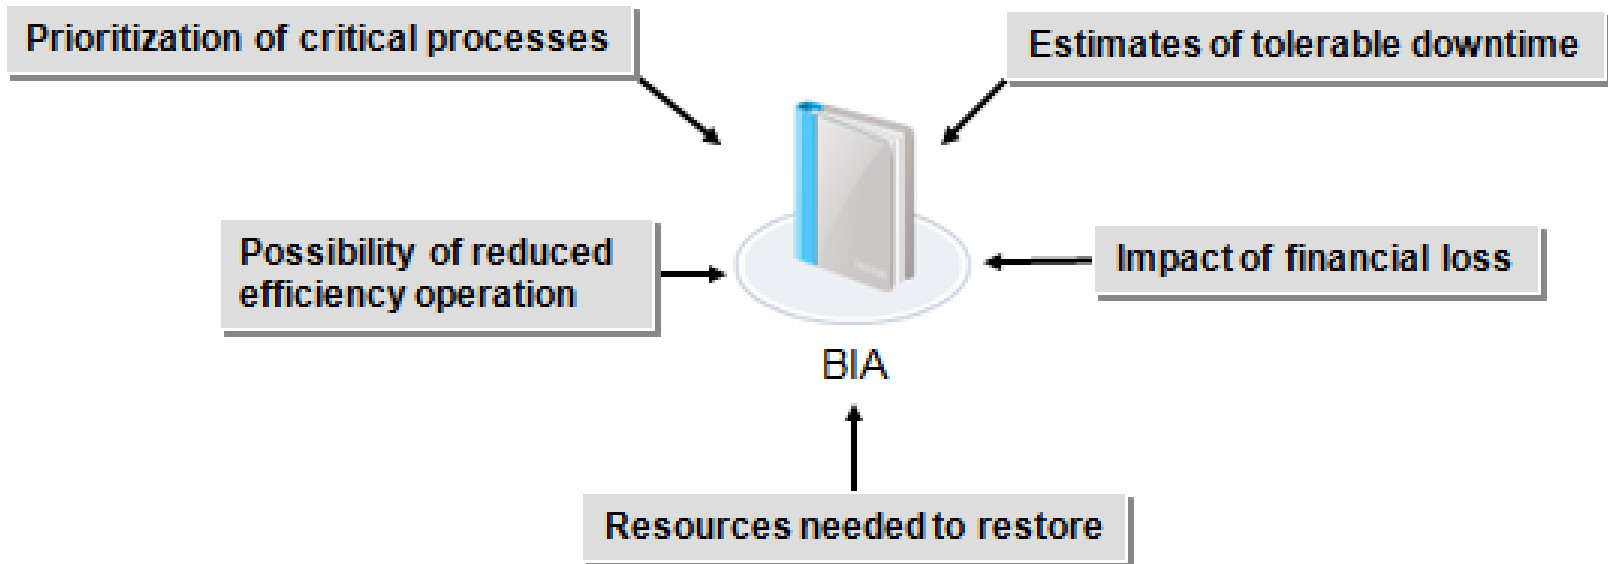 Prioritization of critical processes
Estimates of tolerable downtime
Possibility of reduced
efficiency operation
Impact of financial loss
BIA
Resources needed to restore